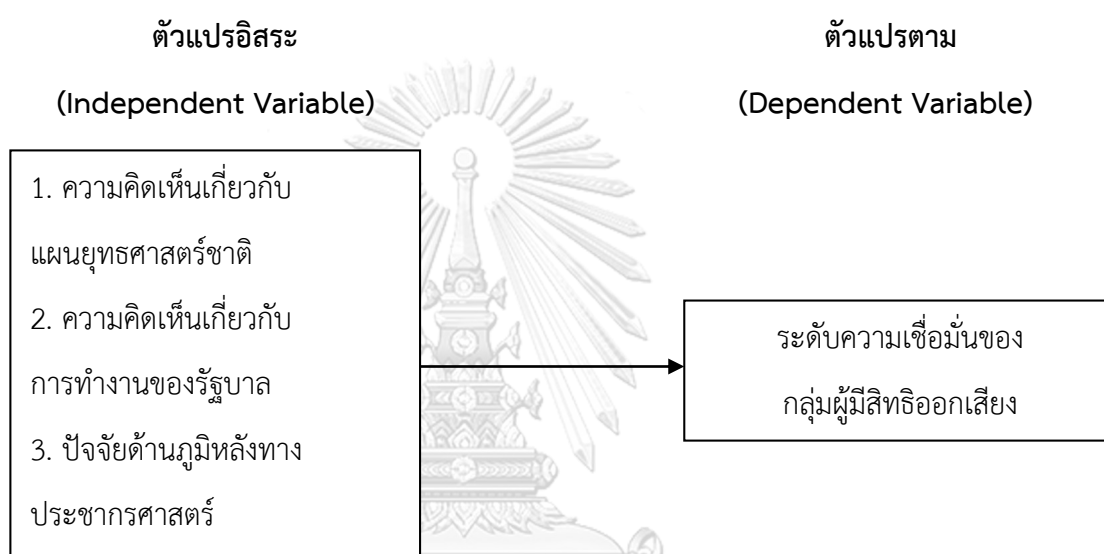 ตัวแปรอิสระ
(Independent Variable)
ตัวแปรตาม
(Dependent Variable)
1. ความคิดเห็นเกี่ยวกับ
แผนยุทธศาสตร์ชาติ
2. ความคิดเห็นเกี่ยวกับ
การทำงานของรัฐบาล
3. ปัจจัยด้านภูมิหลังทาง
ประชากรศาสตร์
ระดับความเชื่อมั่นของ
กลุ่มผู้มีสิทธิออกเสียง